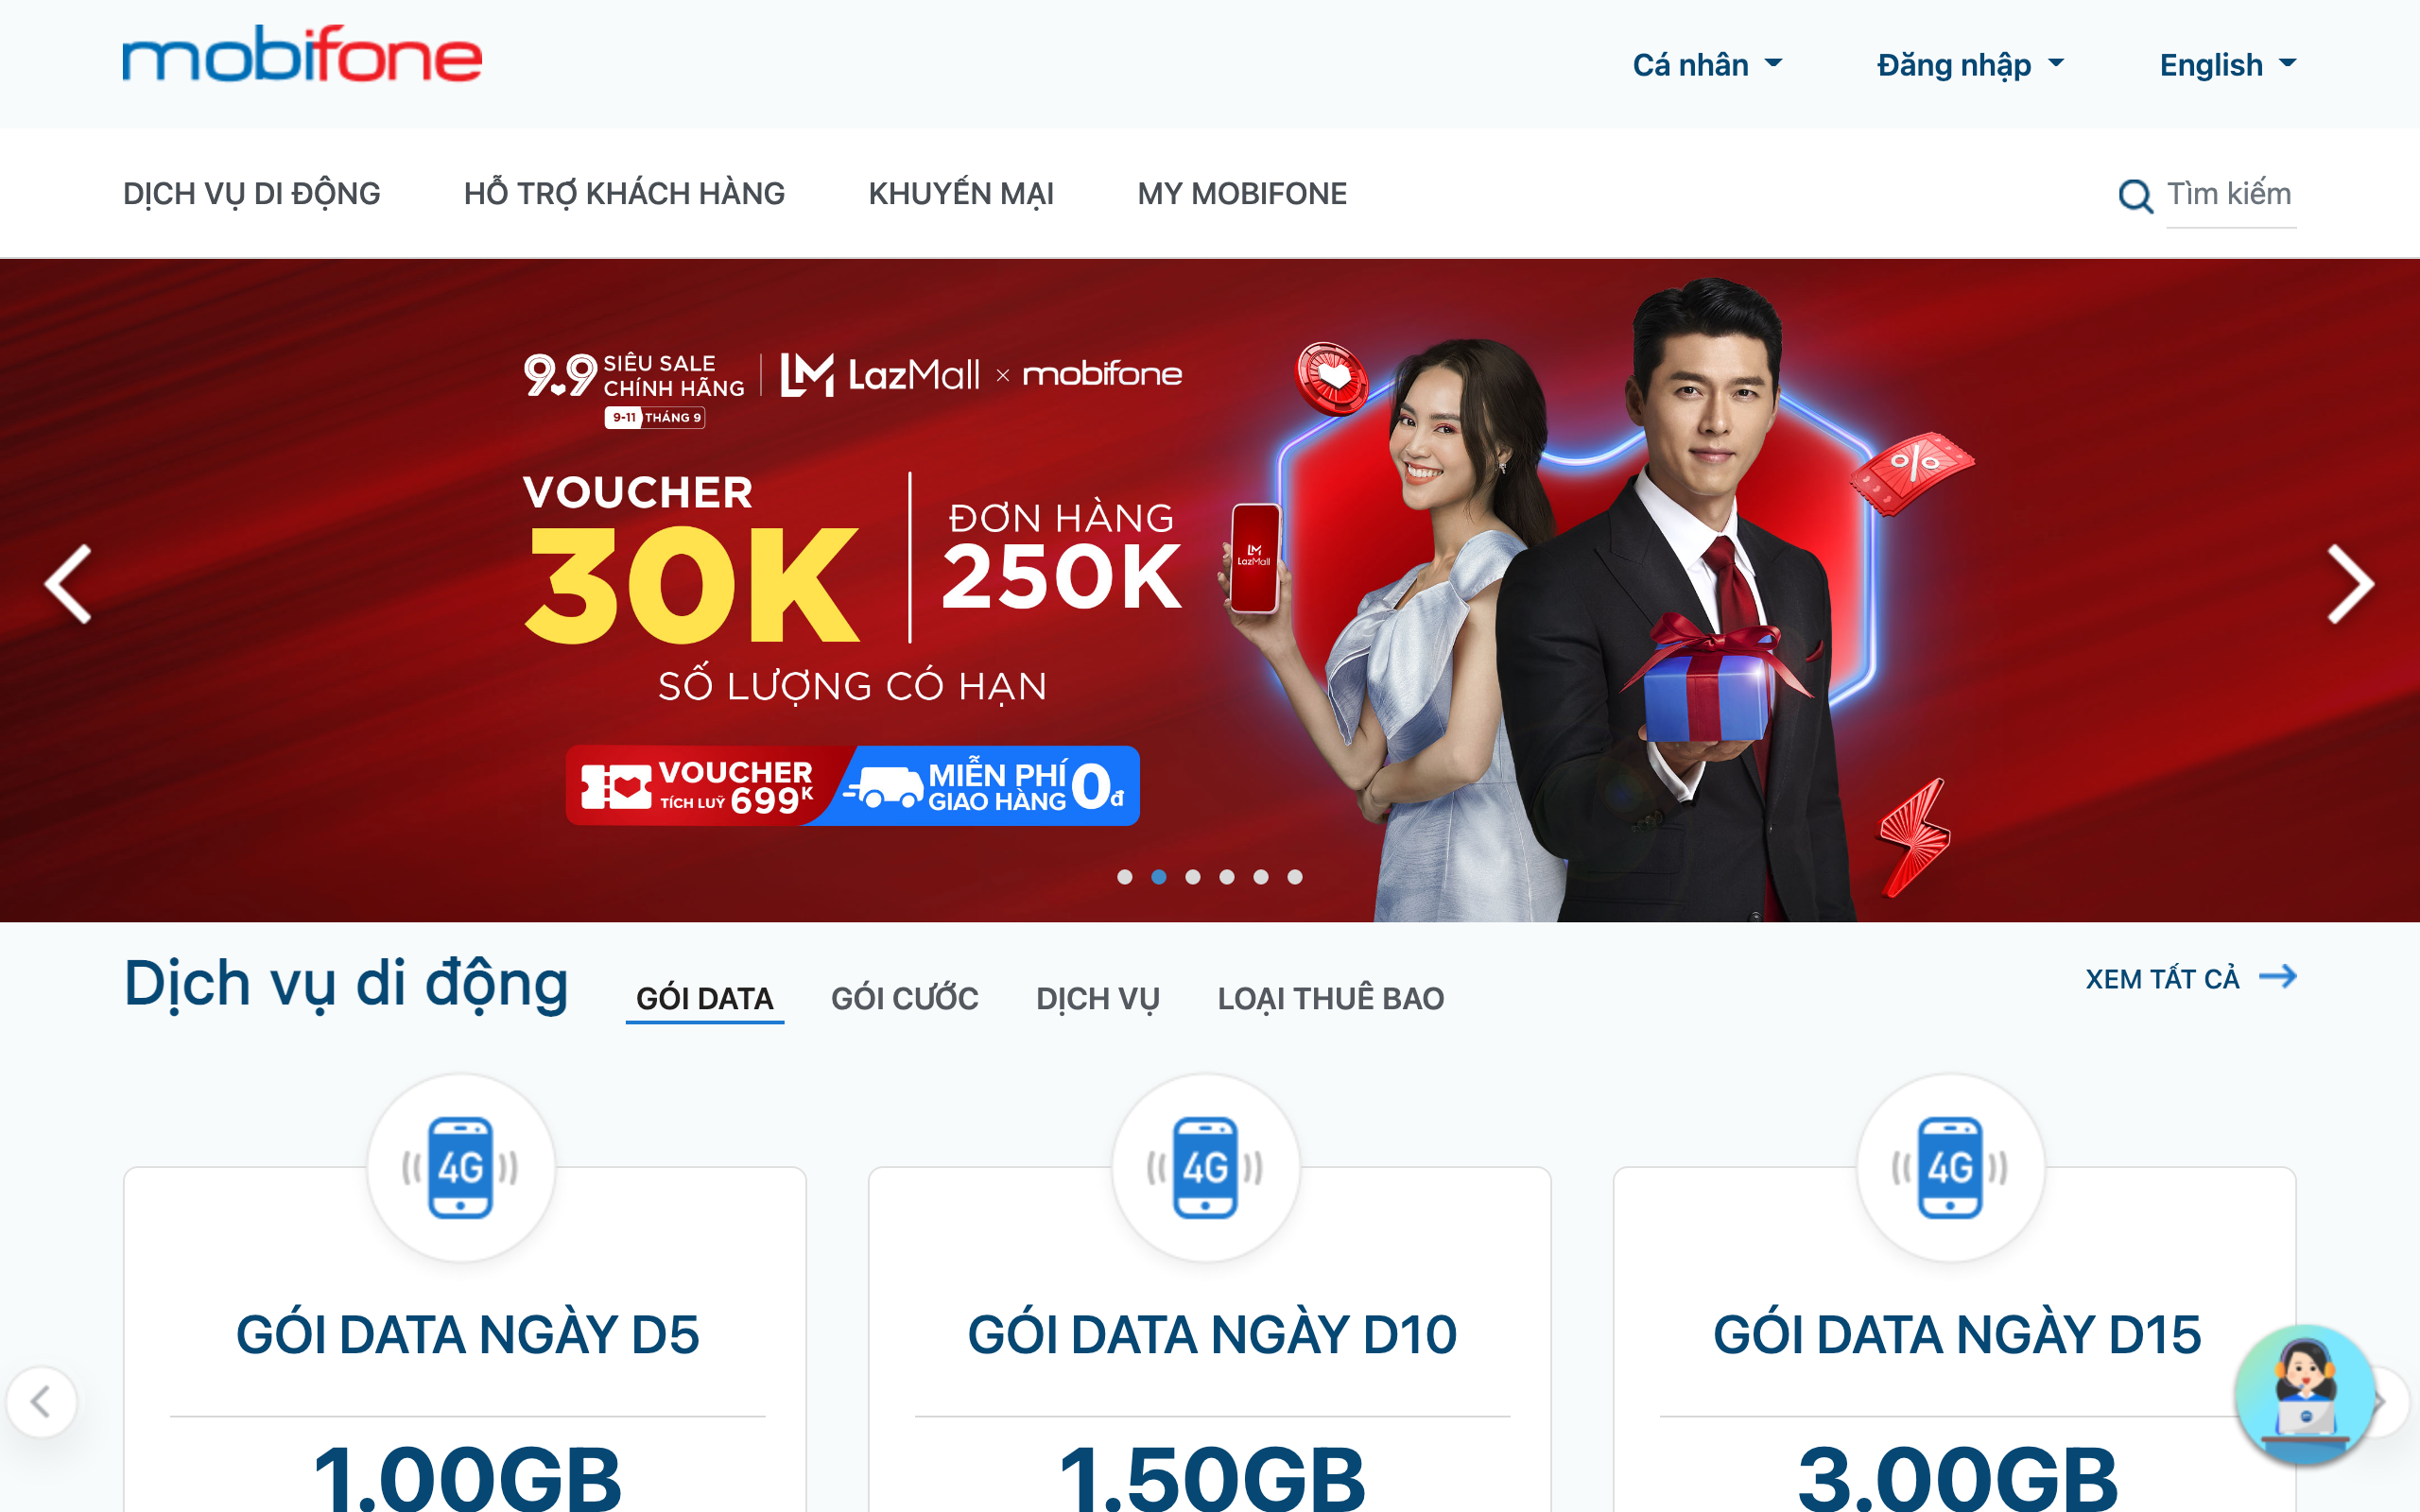 mobifone
Cá nhân
Đăng nhập
English
DỊCH VỤ DI ĐỘNG
HỖ TRỢ KHÁCH HÀNG
KHUYẾN MẠI
MY MOBIFONE
Tìm kiếm
9.9 SIÊU SALE
CHÍNH HÃNG
9-11 THÁNG 9
LM LazMall × mobifone
VOUCHER
30K
ĐƠN HÀNG
250K
SỐ LƯỢNG CÓ HẠN
VOUCHER
TÍCH LUỸ 699K
MIỄN PHÍ
GIAO HÀNG 0đ
LM
LazMall
Dịch vụ di động
GÓI DATA
GÓI CƯỚC
DỊCH VỤ
LOẠI THUÊ BAO
XEM TẤT CẢ
4G
4G
4G
GÓI DATA NGÀY D5
GÓI DATA NGÀY D10
GÓI DATA NGÀY D15
1.00GB
1.50GB
3.00GB